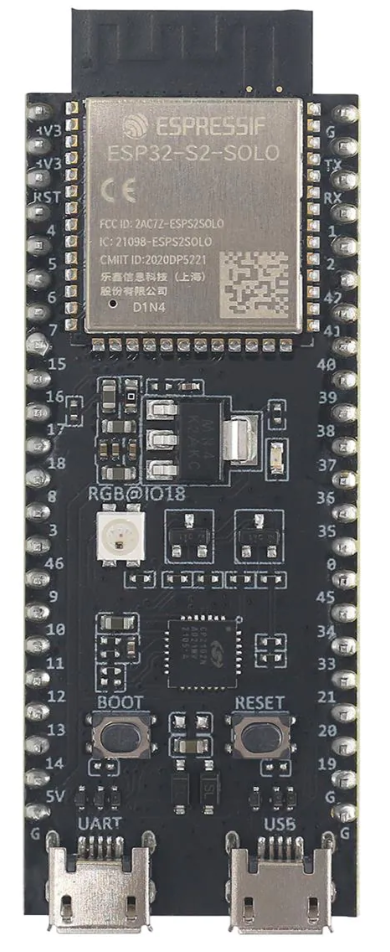 ESPRESSIF
ESP32-S2-SOLO
CE
FCC ID: 2AC7Z-ESPS2SOLO
IC: 21098-ESPS2SOLO
CMIIT ID:2020DP5221
乐鑫信息科技（上海）
股份有限公司
D1N4
3V3 G
3V3 TX
RST RX
4 1
5 2
6 42
7 41
15 40
16 39
17 38
18 37
8 36
3 35
46 0
9 45
10 34
11 33
12 21
13 20
14 19
5V G
G G
RGB@IO18
BOOT
RESET
UART
USB